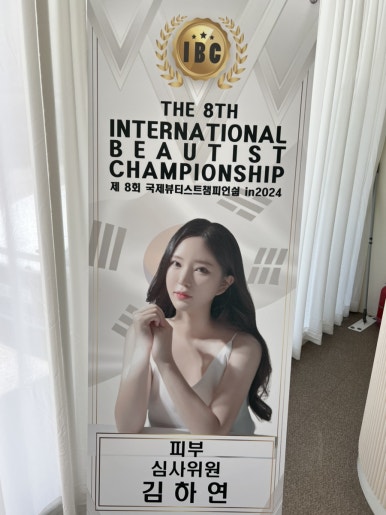 IBC
THE 8TH
INTERNATIONAL
BEAUTIST
CHAMPIONSHIP
제 8회 국제뷰티스트챔피언쉽 in2024
피부
심사위원
김하연